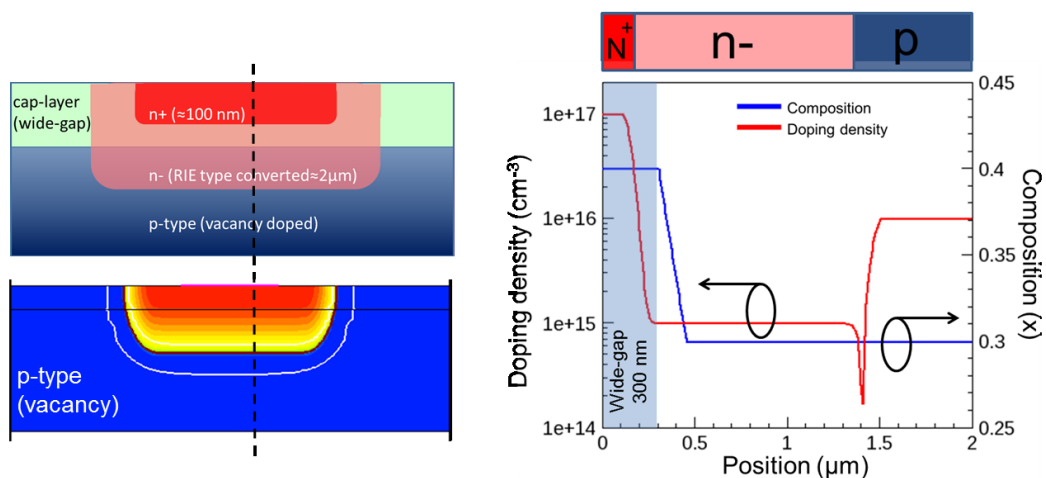 cap-layer
(wide-gap)
n+ (≈100 nm)
n- (RIE type converted≈2μm)
p-type (vacancy doped)
p-type
(vacancy)
N+
n-
p
Composition
Doping density
Doping density (cm-3)
1e+17
1e+16
1e+15
1e+14
Wide-gap
300 nm
0
0.5
1
1.5
2
Position (μm)
0.45
0.4
0.35
0.3
0.25
Composition (x)